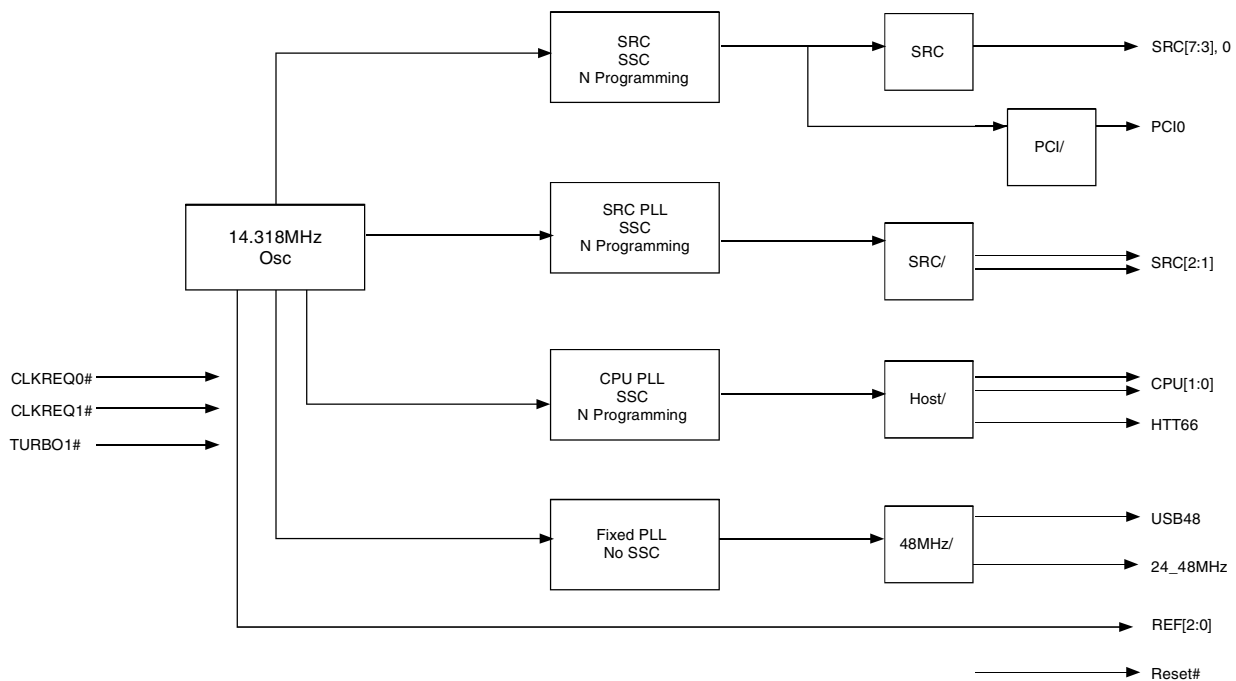 SRC
SSC
N Programming
SRC
SRC[7:3], 0
PCI/
PCI0
14.318MHz
Osc
SRC PLL
SSC
N Programming
SRC/
SRC[2:1]
CLKREQ0#
CLKREQ1#
TURBO1#
CPU PLL
SSC
N Programming
Host/
CPU[1:0]
HTT66
Fixed PLL
No SSC
48MHz/
USB48
24_48MHz
REF[2:0]
Reset#